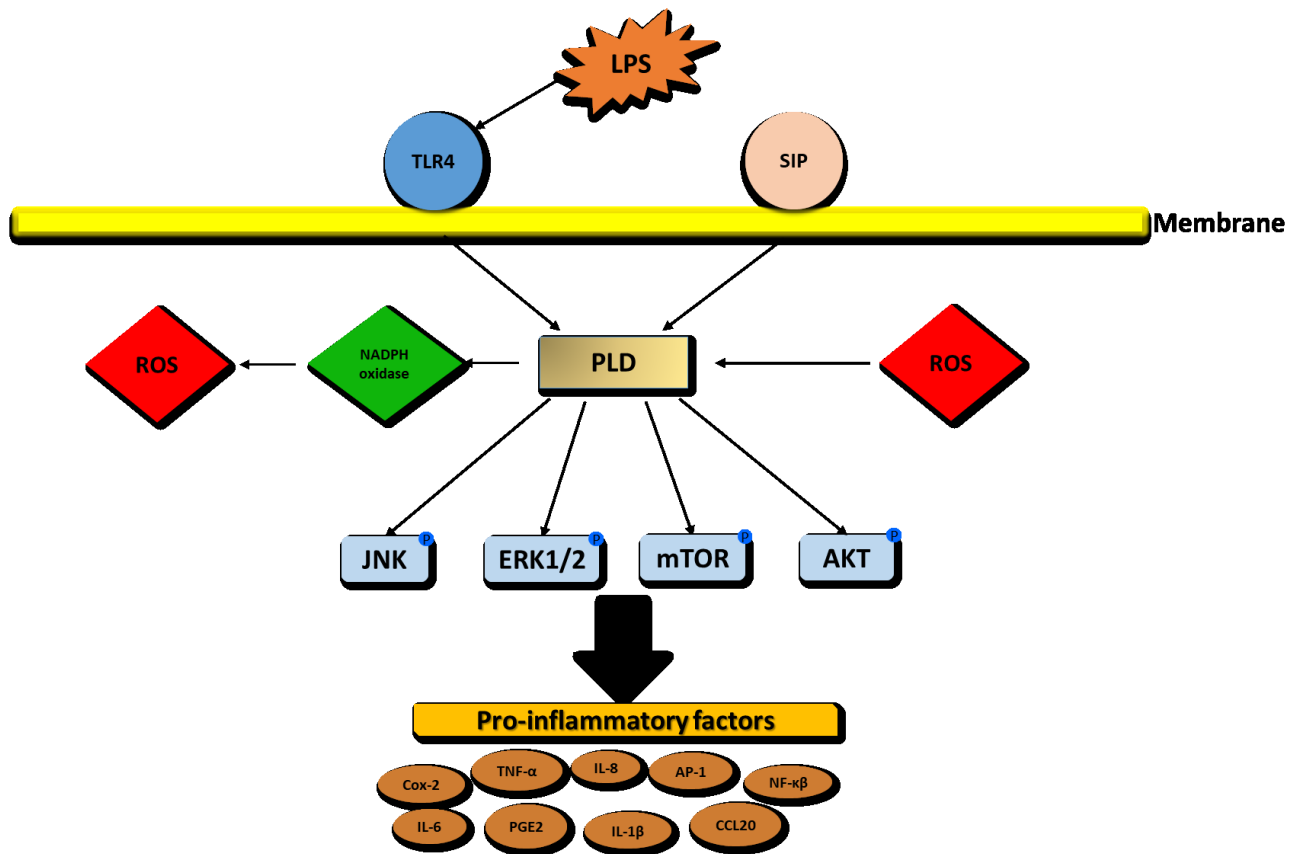 LPS
TLR4
SIP
Membrane
ROS
NADPH
oxidase
PLD
ROS
JNK
P
ERK1/2
P
mTOR
P
AKT
P
Pro-inflammatory factors
Cox-2
TNF-α
IL-8
AP-1
NF-κβ
IL-6
PGE2
IL-1β
CCL20